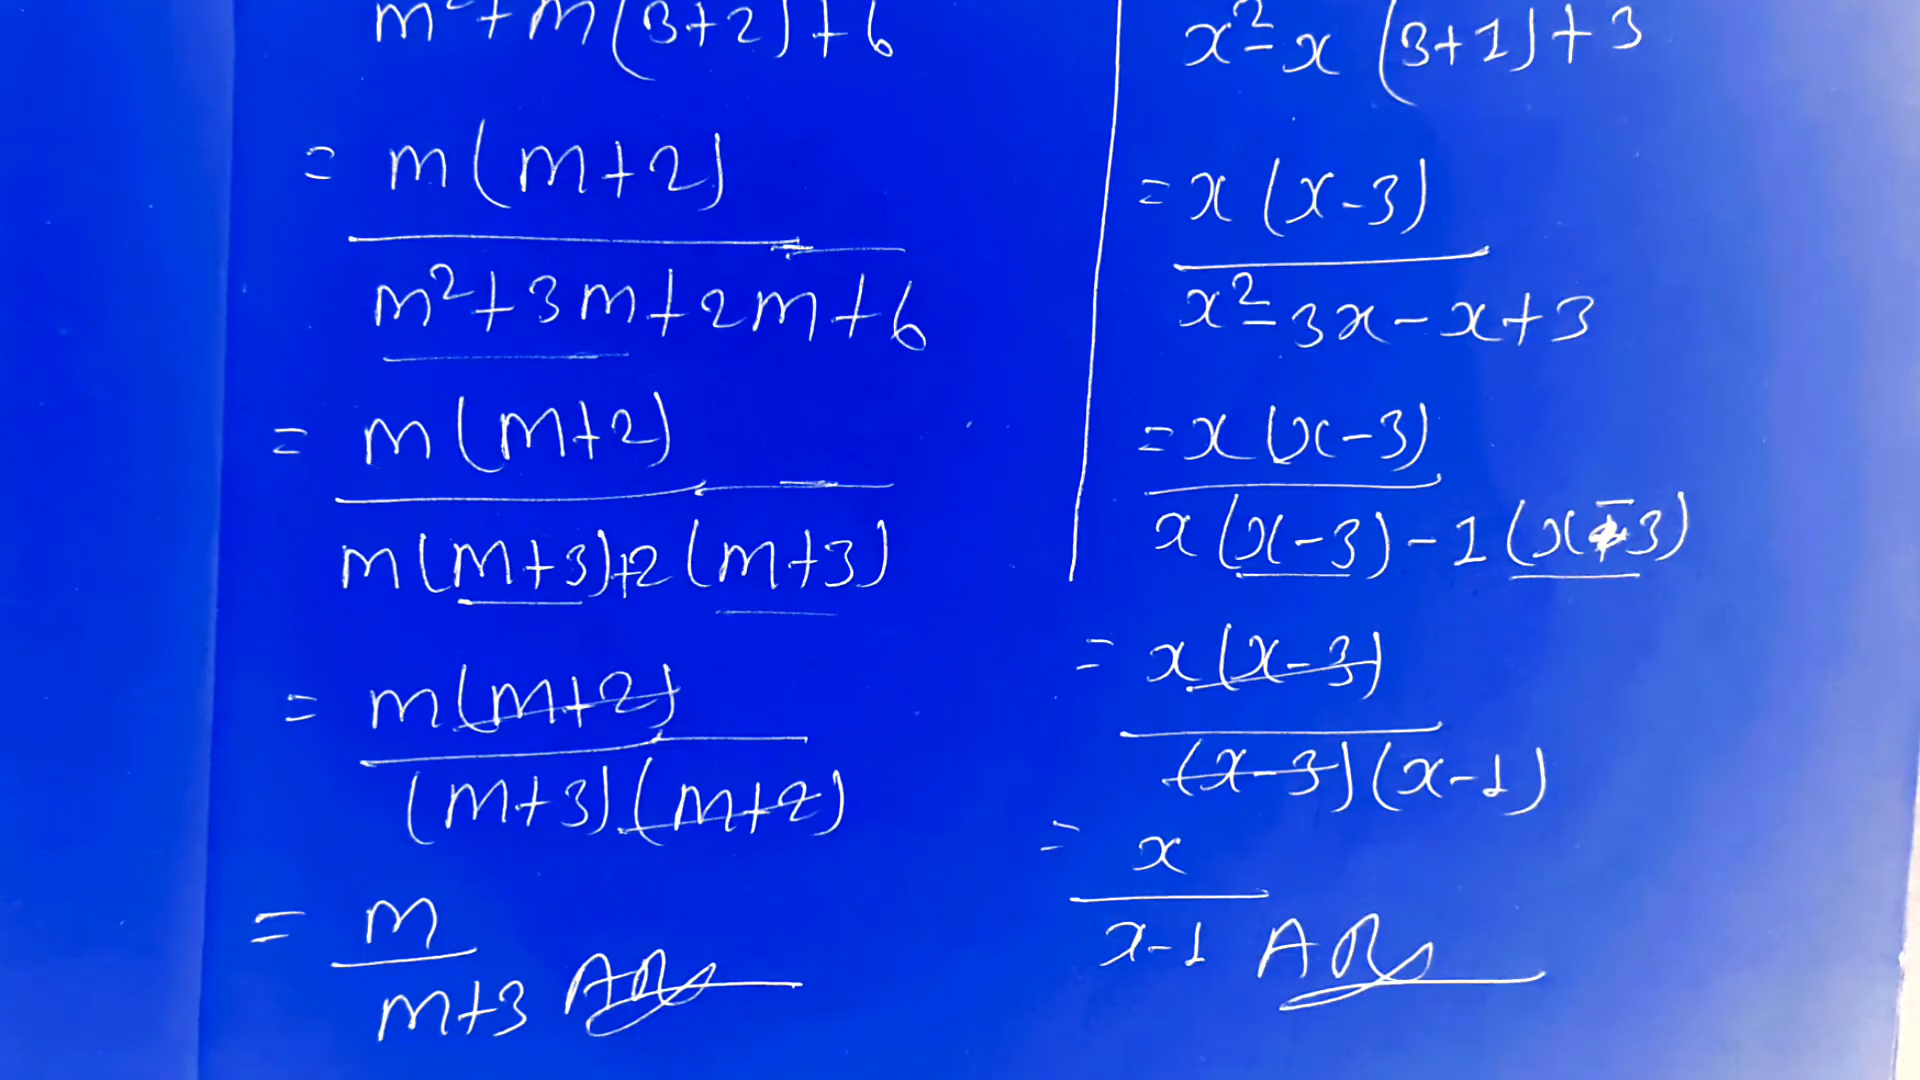 m²+m(3+2)+6
= m(m+2)
m²+3m+2m+6
= m(m+2)
m(m+3)+2(m+3)
= m(m+2)
(m+3)(m+2)
= m
m+3 Ans
x²-x(3+1)+3
= x(x-3)
x²-3x-x+3
= x(x-3)
x(x-3)-1(x-3)
= x(x-3)
(x-3)(x-1)
= x
x-1 Ans